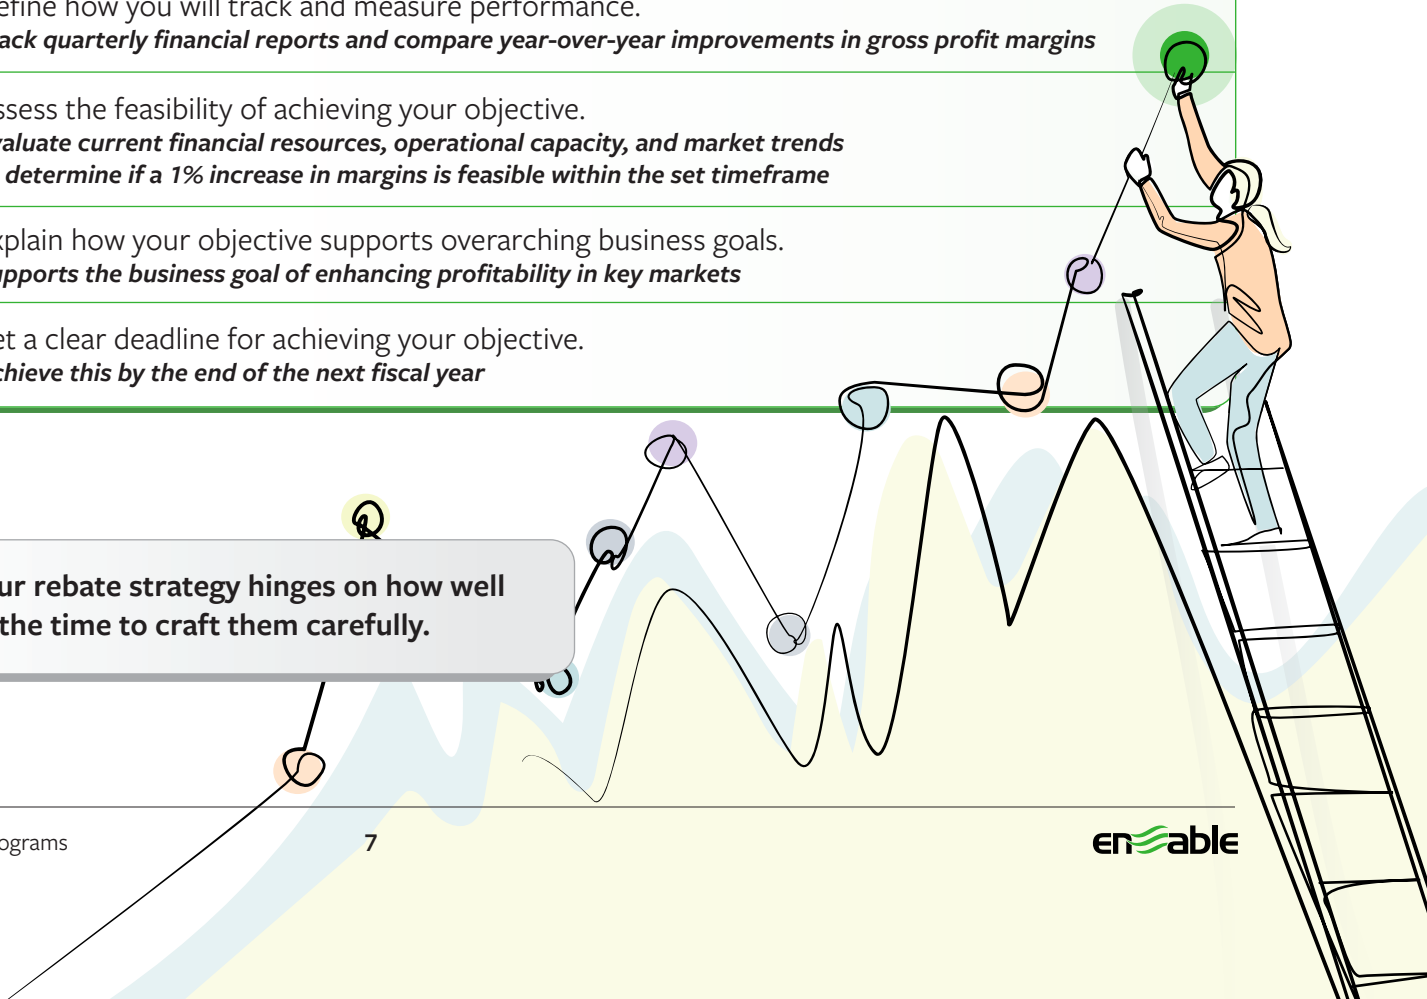 efine how you will track and measure performance.
ack quarterly financial reports and compare year-over-year improvements in gross profit margins
ssess the feasibility of achieving your objective.
valuate current financial resources, operational capacity, and market trends
determine if a 1% increase in margins is feasible within the set timeframe
xplain how your objective supports overarching business goals.
upports the business goal of enhancing profitability in key markets
et a clear deadline for achieving your objective.
chieve this by the end of the next fiscal year
ur rebate strategy hinges on how well
the time to craft them carefully.
ograms
7
enable